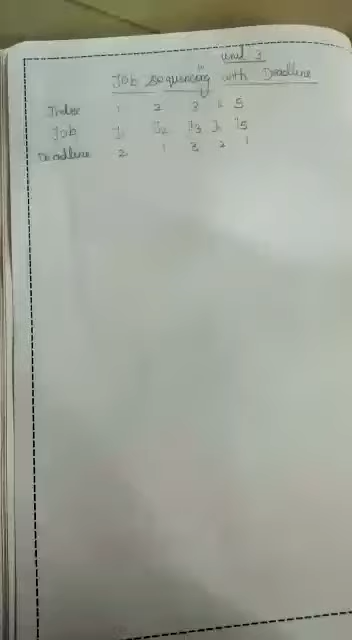 Unit 3
Job Sequencing with Deadline
Index 1 2 3 4 5
Job J1 J2 J3 J4 J5
Deadline 2 1 3 2 1